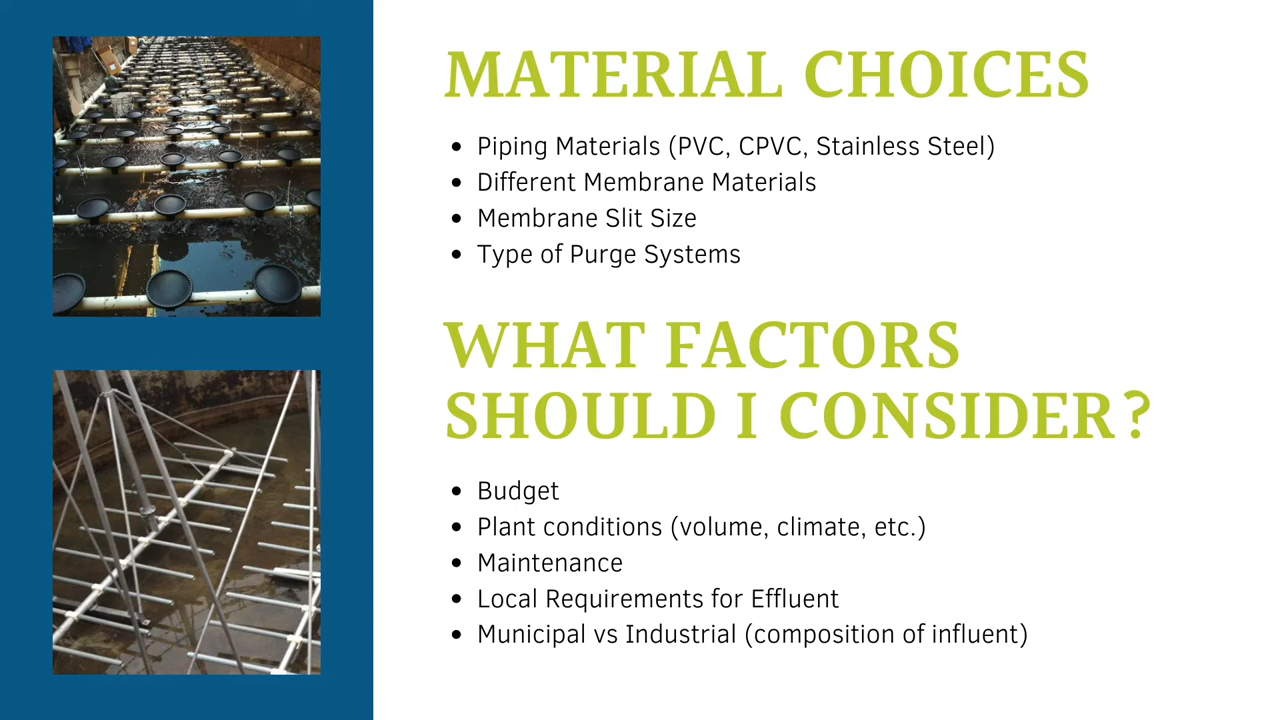 MATERIAL CHOICES
• Piping Materials (PVC, CPVC, Stainless Steel)
• Different Membrane Materials
• Membrane Slit Size
• Type of Purge Systems
WHAT FACTORS
SHOULD I CONSIDER?
• Budget
• Plant conditions (volume, climate, etc.)
• Maintenance
• Local Requirements for Effluent
• Municipal vs Industrial (composition of influent)